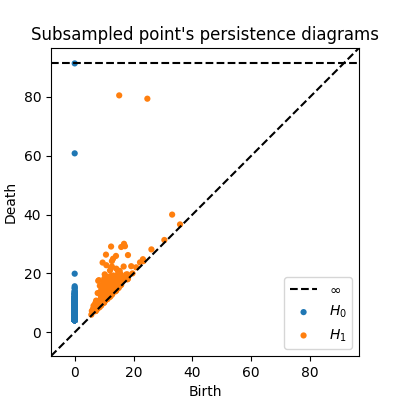 Subsampled point's persistence diagrams
Death
80
60
40
20
0
0 20 40 60 80
Birth
∞
H₀
H₁